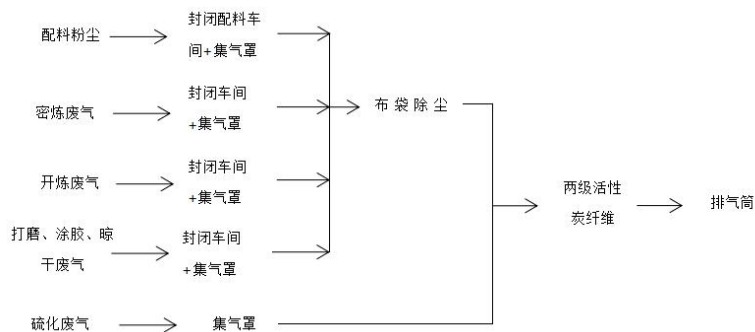 配料粉尘
封闭配料车
间+集气罩
密炼废气
封闭车间
+集气罩
布袋除尘
开炼废气
封闭车间
+集气罩
两级活性
炭纤维
排气筒
打磨、涂胶、晾
干废气
封闭车间
+集气罩
硫化废气
集气罩